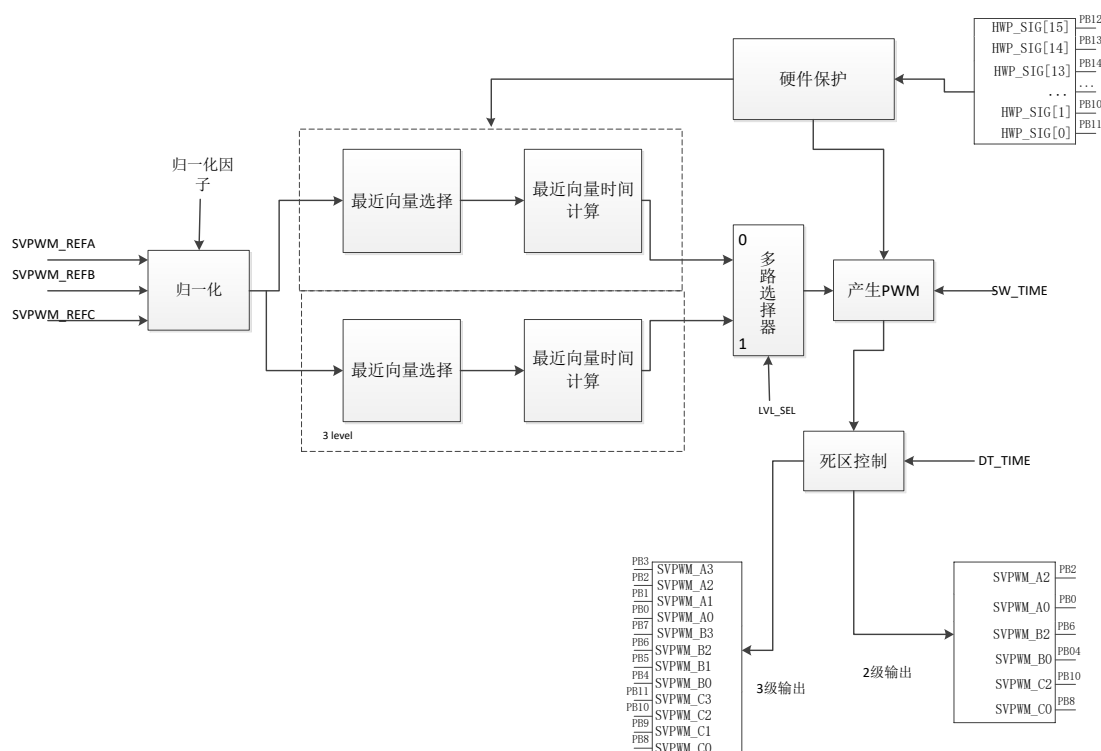 HWP_SIG[15] PB12
HWP_SIG[14] PB13
HWP_SIG[13] PB14
... ...
HWP_SIG[1] PB10
HWP_SIG[0] PB11
硬件保护
归一化因
子
最近向量选择
最近向量时间
计算
SVPWM_REFA
SVPWM_REFB
SVPWM_REFC
归一化
0
多路选择器
1
产生PWM
SW_TIME
最近向量选择
最近向量时间
计算
3 level
LVL_SEL
死区控制
DT_TIME
PB3 SVPWM_A3
PB2 SVPWM_A2
PB1 SVPWM_A1
PB0 SVPWM_A0
PB7 SVPWM_B3
PB6 SVPWM_B2
PB5 SVPWM_B1
PB4 SVPWM_B0
PB11 SVPWM_C3
PB10 SVPWM_C2
PB9 SVPWM_C1
PB8 SVPWM_C0
3级输出
2级输出
SVPWM_A2 PB2
SVPWM_A0 PB0
SVPWM_B2 PB6
SVPWM_B0 PB04
SVPWM_C2 PB10
SVPWM_C0 PB8